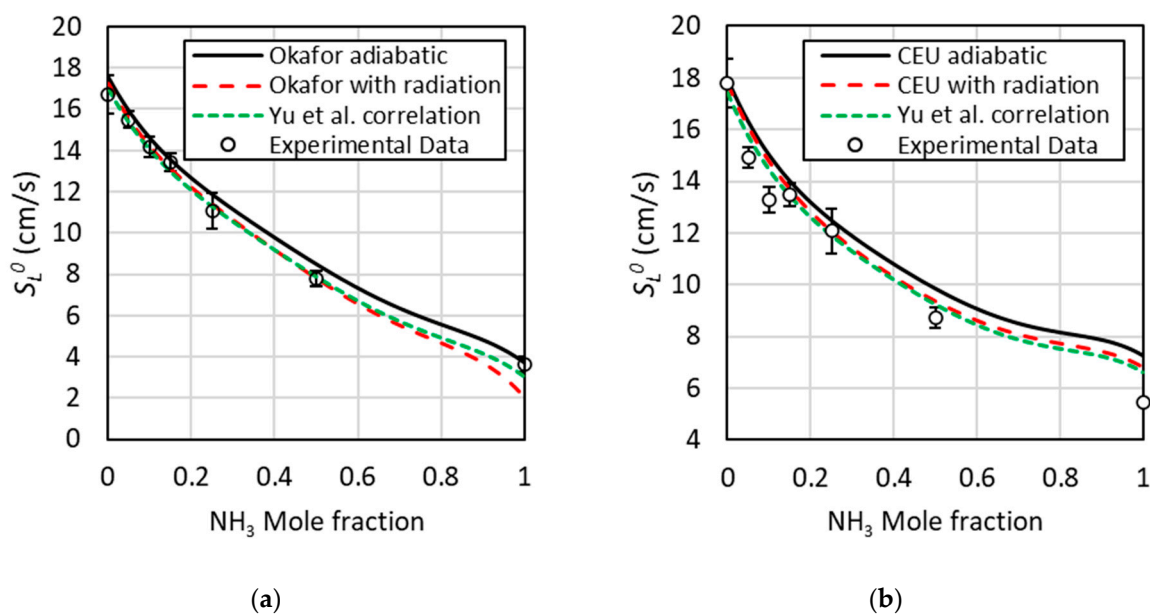 20
18
16
14
12
10
8
6
4
2
0
S_L^0 (cm/s)
Okafor adiabatic
Okafor with radiation
Yu et al. correlation
Experimental Data
0 0.2 0.4 0.6 0.8 1
NH₃ Mole fraction
(a)
20
18
16
14
12
10
8
6
4
S_L^0 (cm/s)
CEU adiabatic
CEU with radiation
Yu et al. correlation
Experimental Data
0 0.2 0.4 0.6 0.8 1
NH₃ Mole fraction
(b)